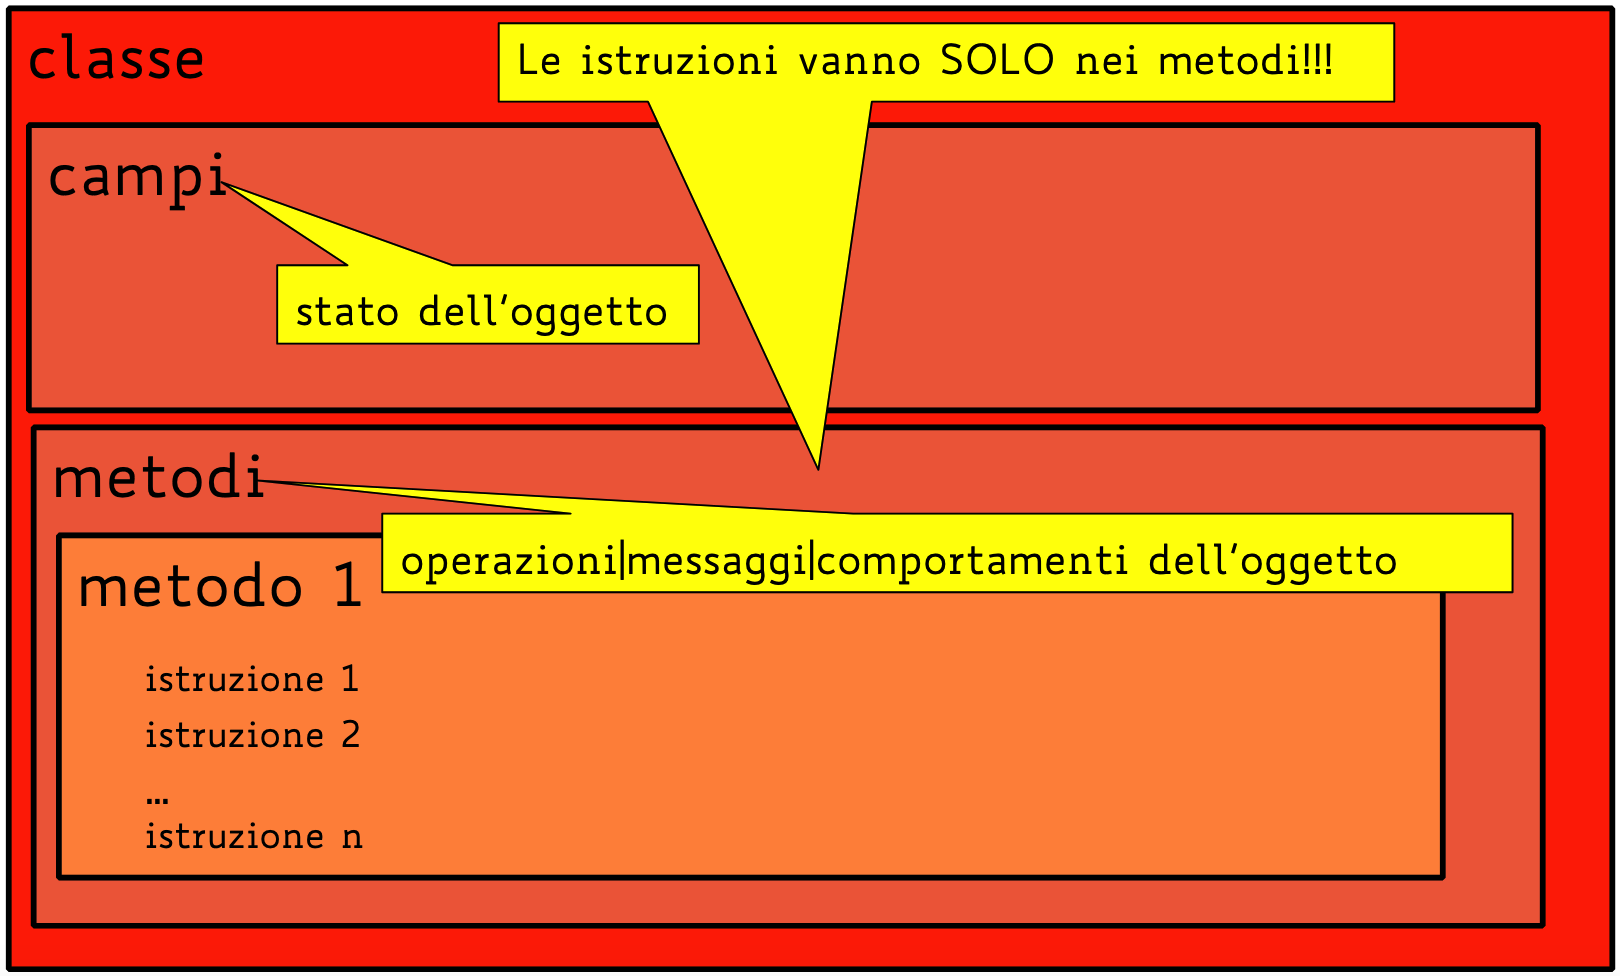 classe
Le istruzioni vanno SOLO nei metodi!!!
campi
stato dell‘oggetto
metodi
operazioni|messaggi|comportamenti dell‘oggetto
metodo 1
istruzione 1
istruzione 2
…
istruzione n